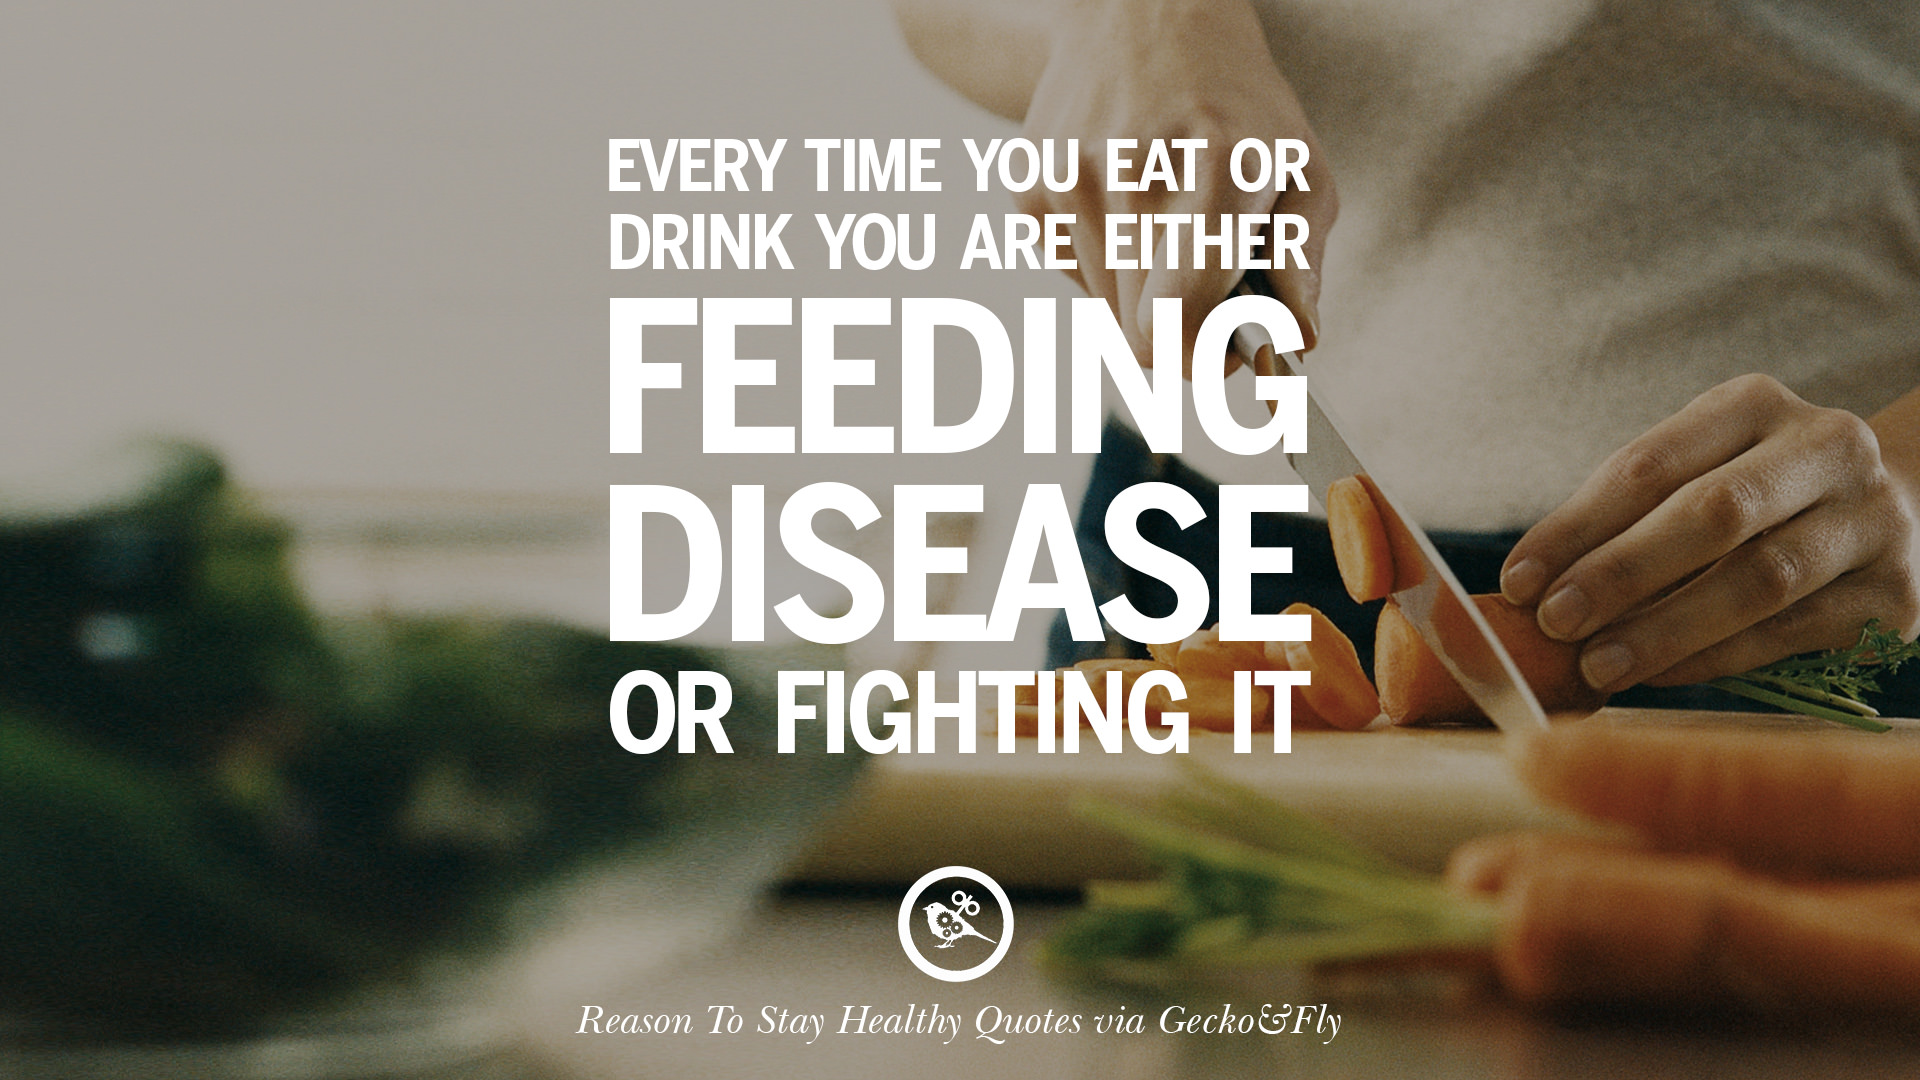 EVERY TIME YOU EAT OR
DRINK YOU ARE EITHER
FEEDING
DISEASE
OR FIGHTING IT
Reason To Stay Healthy Quotes via Gecko&Fly